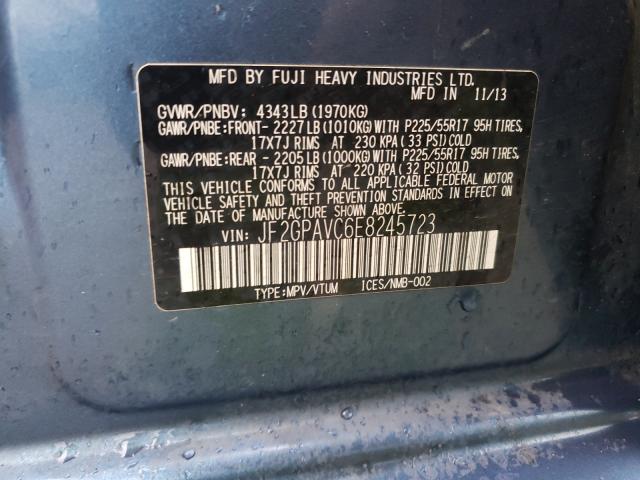 MFD BY FUJI HEAVY INDUSTRIES LTD.
MFD IN 11/13
GVWR/PNBV: 4343LB(1970KG)
GAWR/PNBE:FRONT- 2227LB(1010KG)WITH P225/55R17 95H TIRES,
17X7J RIMS AT 230 KPA(33 PSI)COLD
GAWR/PNBE:REAR - 2205LB(1000KG)WITH P225/55R17 95H TIRES,
17X7J RIMS AT 220 KPA(32 PSI)COLD
THIS VEHICLE CONFORMS TO ALL APPLICABLE FEDERAL MOTOR
VEHICLE SAFETY, BUMPER, AND THEFT PREVENTION STANDARDS IN EFFECT
ON THE DATE OF MANUFACTURE SHOWN ABOVE.
VIN: JF2GPAVC6E8245723
TYPE:MPV/VTUM ICES/NMB-002